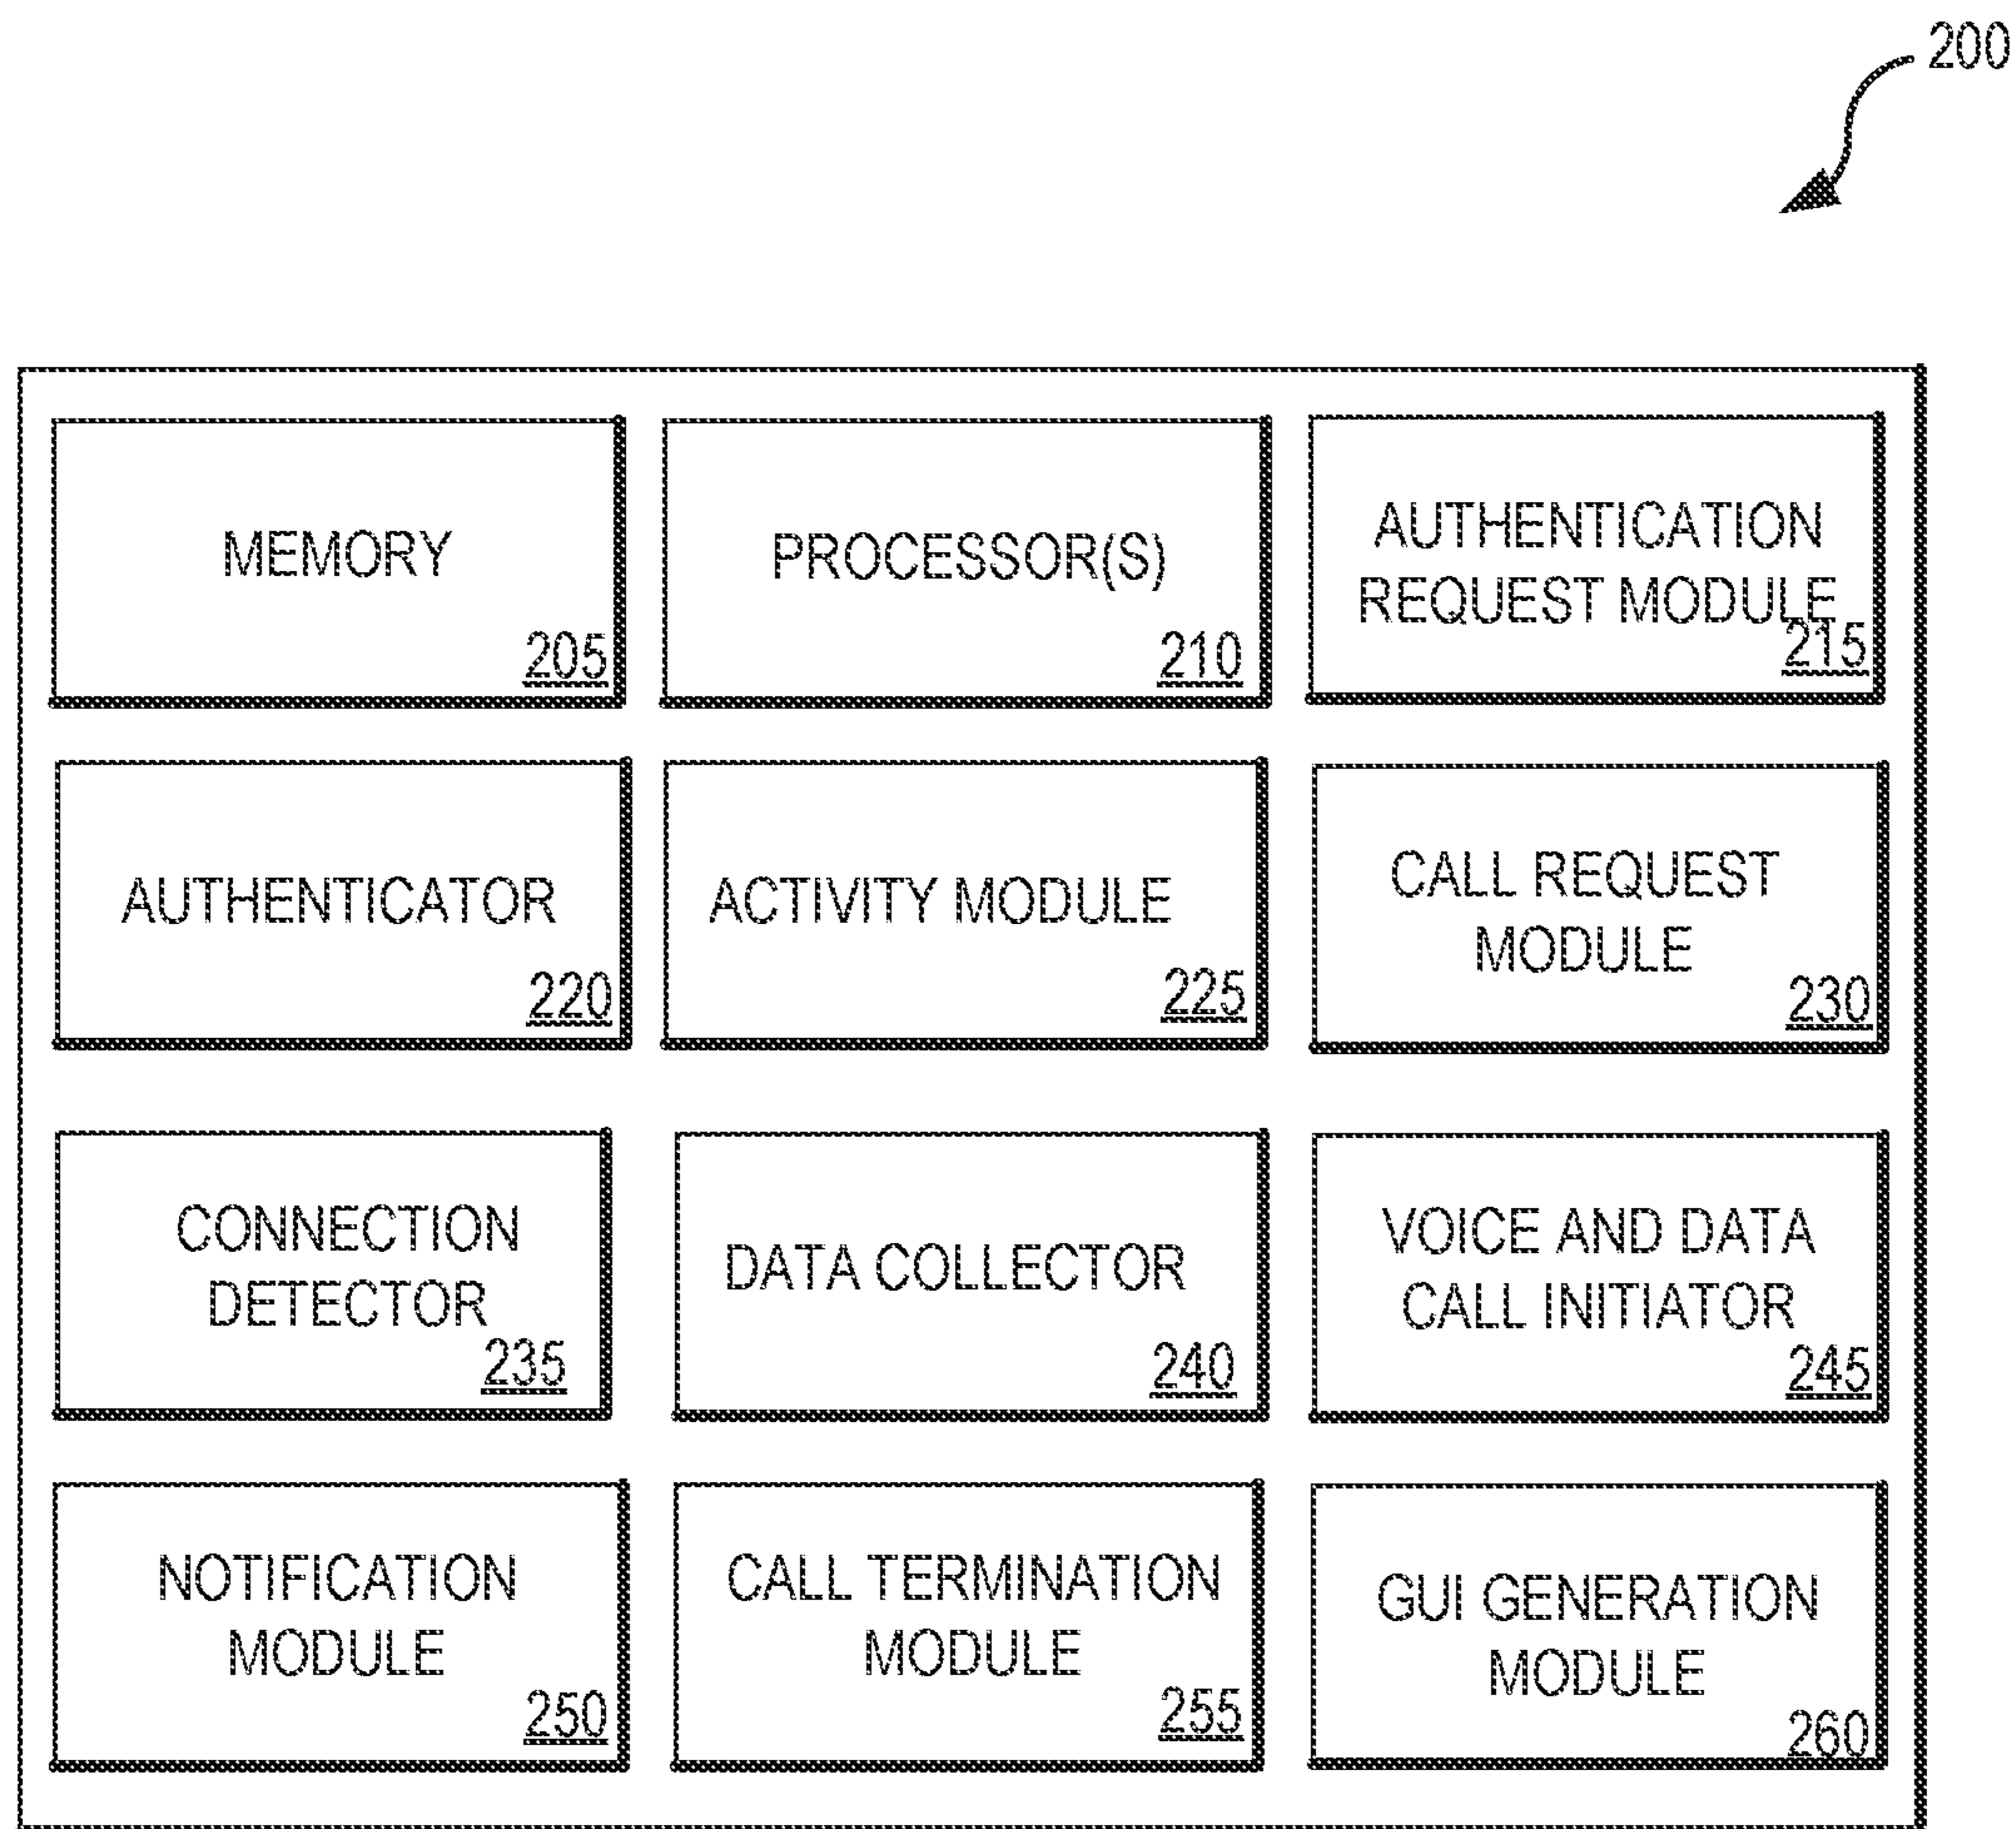 200
MEMORY
205
PROCESSOR(S)
210
AUTHENTICATION
REQUEST MODULE
215
AUTHENTICATOR
220
ACTIVITY MODULE
225
CALL REQUEST
MODULE
230
CONNECTION
DETECTOR
235
DATA COLLECTOR
240
VOICE AND DATA
CALL INITIATOR
245
NOTIFICATION
MODULE
250
CALL TERMINATION
MODULE
255
GUI GENERATION
MODULE
260